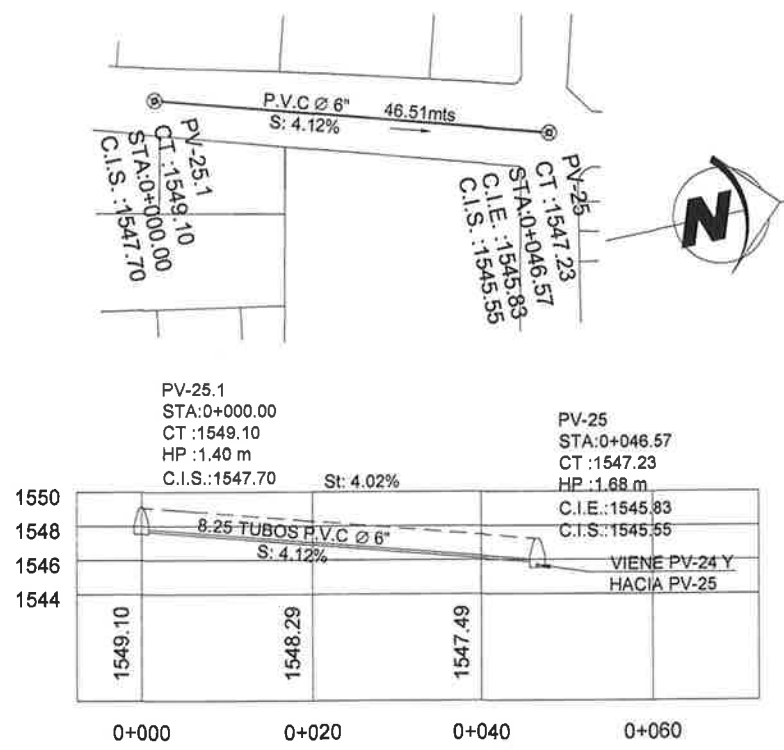 P.V.C Ø 6" 46.51mts
S: 4.12%
PV-25.1
CT :1549.10
STA:0+000.00
C.I.S. :1547.70
PV-25
CT :1547.23
STA:0+046.57
C.I.E. :1545.83
C.I.S. :1545.55
N
PV-25.1
STA:0+000.00
CT :1549.10
HP :1.40 m
C.I.S.:1547.70
St: 4.02%
PV-25
STA:0+046.57
CT :1547.23
HP :1.68 m
C.I.E.:1545.83
C.I.S.:1545.55
1550
1548
1546
1544
8.25 TUBOS P.V.C Ø 6"
S: 4.12%
VIENE PV-24 Y
HACIA PV-25
1549.10
1548.29
1547.49
0+000
0+020
0+040
0+060